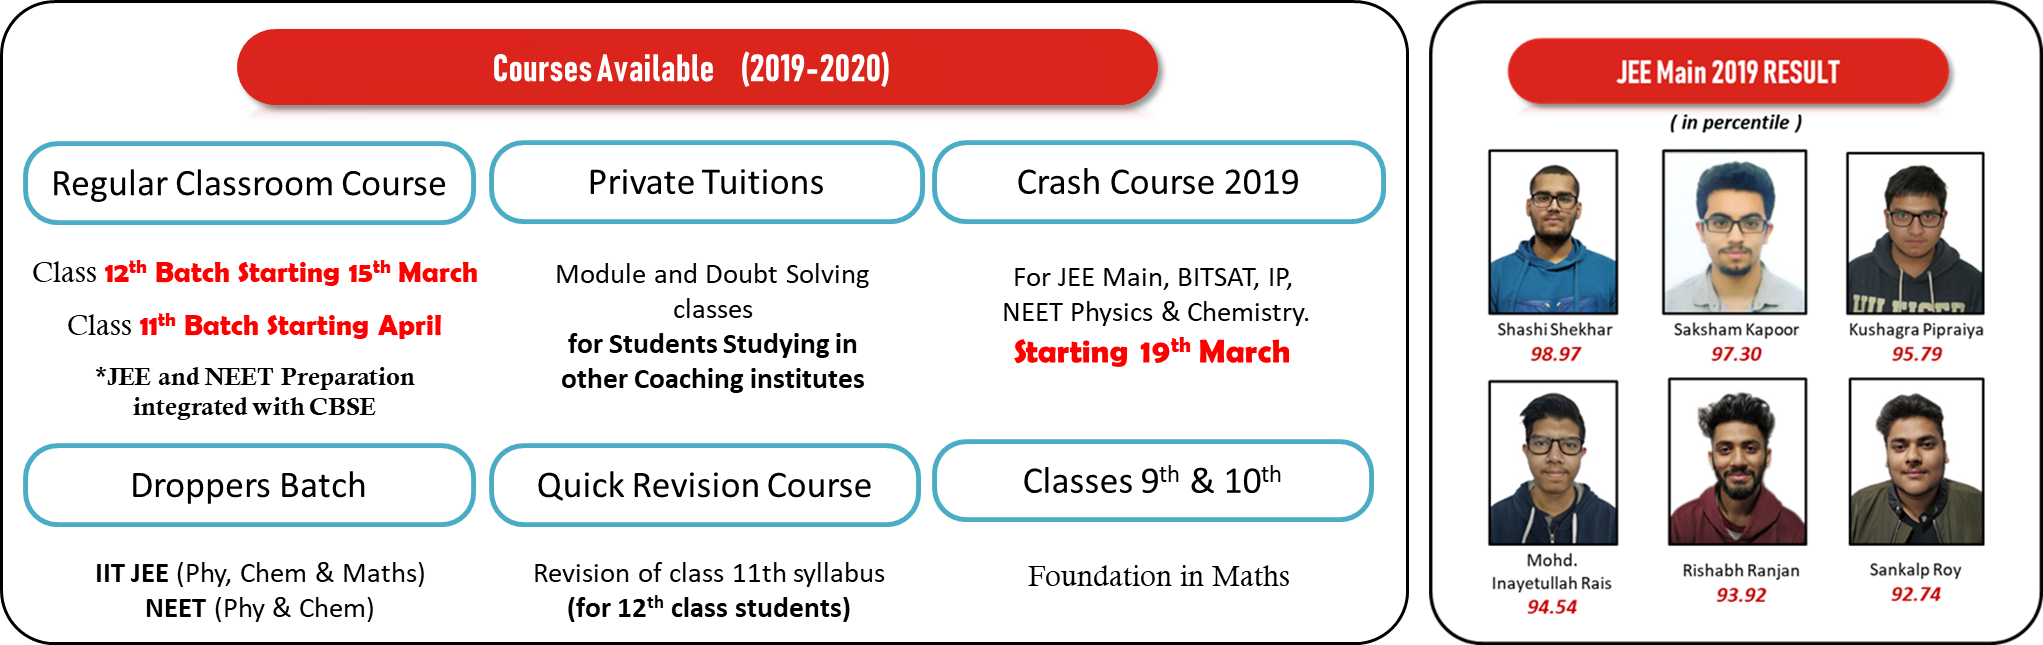 Courses Available (2019-2020)
Regular Classroom Course
Class 12th Batch Starting 15th March
Class 11th Batch Starting April
*JEE and NEET Preparation
integrated with CBSE
Private Tuitions
Module and Doubt Solving
classes
for Students Studying in
other Coaching institutes
Crash Course 2019
For JEE Main, BITSAT, IP,
NEET Physics & Chemistry.
Starting 19th March
Droppers Batch
IIT JEE (Phy, Chem & Maths)
NEET (Phy & Chem)
Quick Revision Course
Revision of class 11th syllabus
(for 12th class students)
Classes 9th & 10th
Foundation in Maths
JEE Main 2019 RESULT
( in percentile )
Shashi Shekhar
98.97
Saksham Kapoor
97.30
Kushagra Pipraiya
95.79
Mohd.
Inayetullah Rais
94.54
Rishabh Ranjan
93.92
Sankalp Roy
92.74